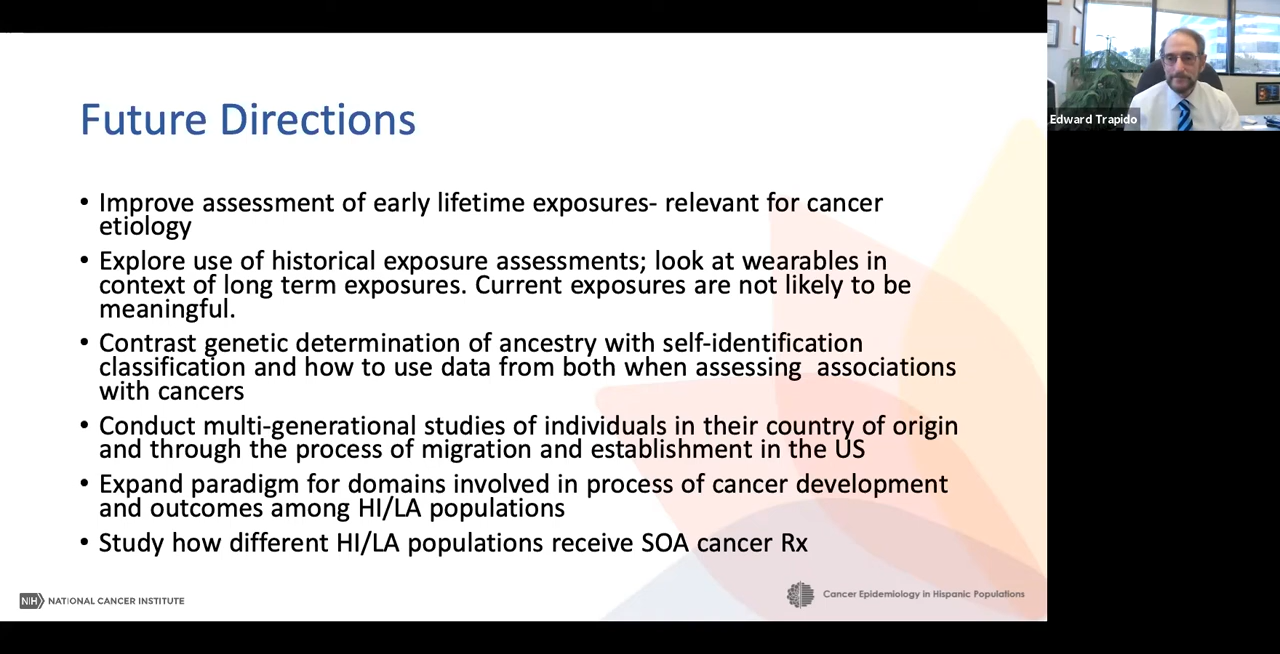 Future Directions
• Improve assessment of early lifetime exposures- relevant for cancer
etiology
• Explore use of historical exposure assessments; look at wearables in
context of long term exposures. Current exposures are not likely to be
meaningful.
• Contrast genetic determination of ancestry with self-identification
classification and how to use data from both when assessing  associations
with cancers
• Conduct multi-generational studies of individuals in their country of origin
and through the process of migration and establishment in the US
• Expand paradigm for domains involved in process of cancer development
and outcomes among HI/LA populations
• Study how different HI/LA populations receive SOA cancer Rx
NIH NATIONAL CANCER INSTITUTE
Cancer Epidemiology in Hispanic Populations
Edward Trapido